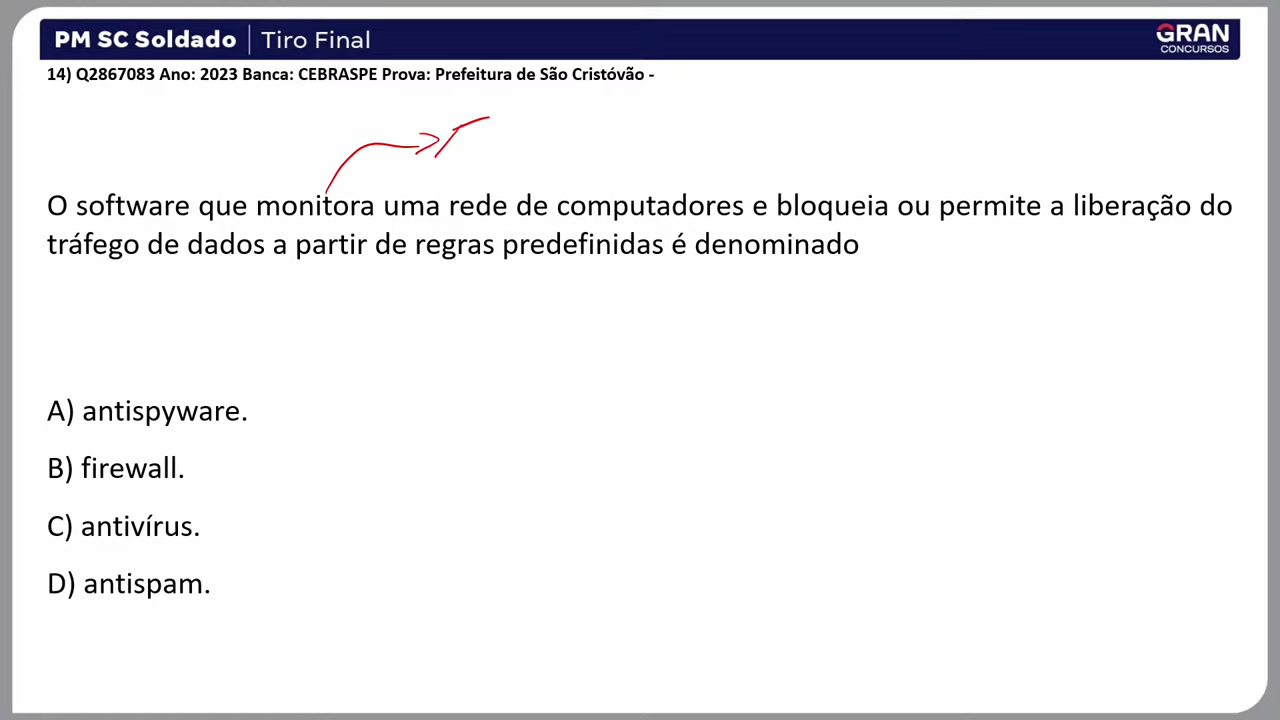 PM SC Soldado | Tiro Final
GRAN
CONCURSOS
14) Q2867083 Ano: 2023 Banca: CEBRASPE Prova: Prefeitura de São Cristóvão -
O software que monitora uma rede de computadores e bloqueia ou permite a liberação do
tráfego de dados a partir de regras predefinidas é denominado
A) antispyware.
B) firewall.
C) antivírus.
D) antispam.